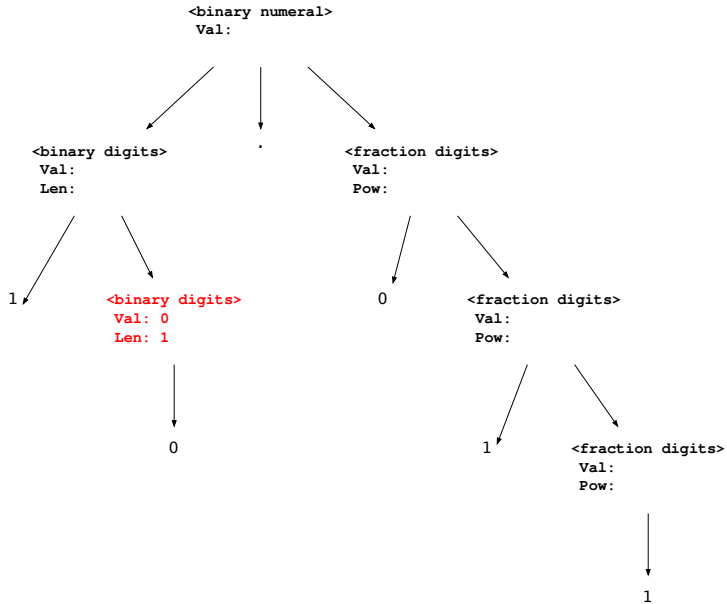 <binary numeral>
Val:
<binary digits>
Val:
Len:
.
<fraction digits>
Val:
Pow:
1
<binary digits>
Val: 0
Len: 1
0
<fraction digits>
Val:
Pow:
0
1
<fraction digits>
Val:
Pow:
1